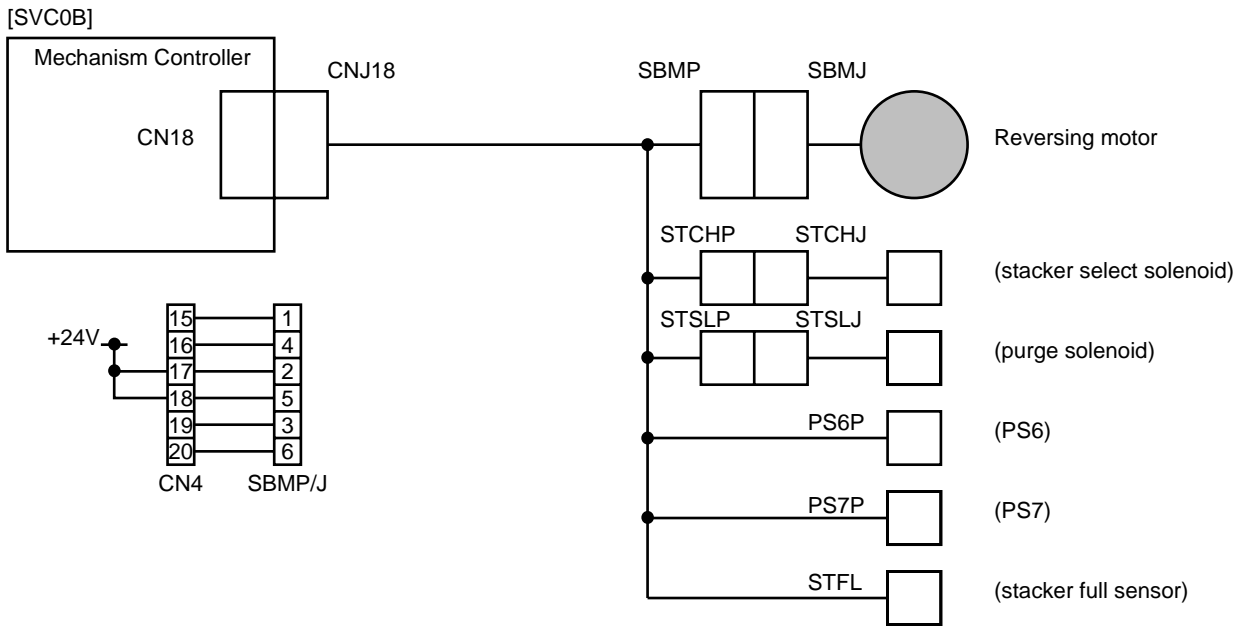 [SVC0B]
Mechanism Controller
CNJ18
SBMP
SBMJ
CN18
Reversing motor
STCHP
STCHJ
(stacker select solenoid)
STSLP
STSLJ
(purge solenoid)
+24V
15
1
16
4
17
2
18
5
19
3
20
6
CN4
SBMP/J
PS6P
(PS6)
PS7P
(PS7)
STFL
(stacker full sensor)